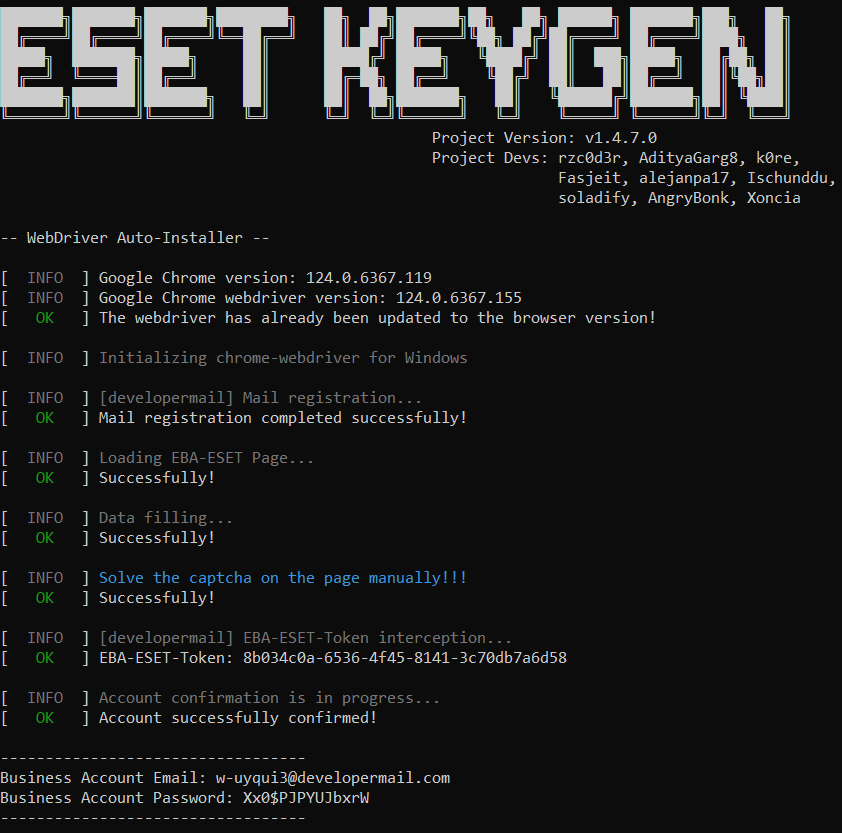 ESET KEYGEN
Project Version: v1.4.7.0
Project Devs: rzc0d3r, AdityaGarg8, k0re,
Fasjeit, alejanpa17, Ischunddu,
soladify, AngryBonk, Xoncia
-- WebDriver Auto-Installer --
[ INFO ] Google Chrome version: 124.0.6367.119
[ INFO ] Google Chrome webdriver version: 124.0.6367.155
[ OK ] The webdriver has already been updated to the browser version!
[ INFO ] Initializing chrome-webdriver for Windows
[ INFO ] [developermail] Mail registration...
[ OK ] Mail registration completed successfully!
[ INFO ] Loading EBA-ESET Page...
[ OK ] Successfully!
[ INFO ] Data filling...
[ OK ] Successfully!
[ INFO ] Solve the captcha on the page manually!!!
[ OK ] Successfully!
[ INFO ] [developermail] EBA-ESET-Token interception...
[ OK ] EBA-ESET-Token: 8b034c0a-6536-4f45-8141-3c70db7a6d58
[ INFO ] Account confirmation is in progress...
[ OK ] Account successfully confirmed!
----------------------------------
Business Account Email: w-uyqui3@developermail.com
Business Account Password: Xx0$PJPYUJbxrW
----------------------------------